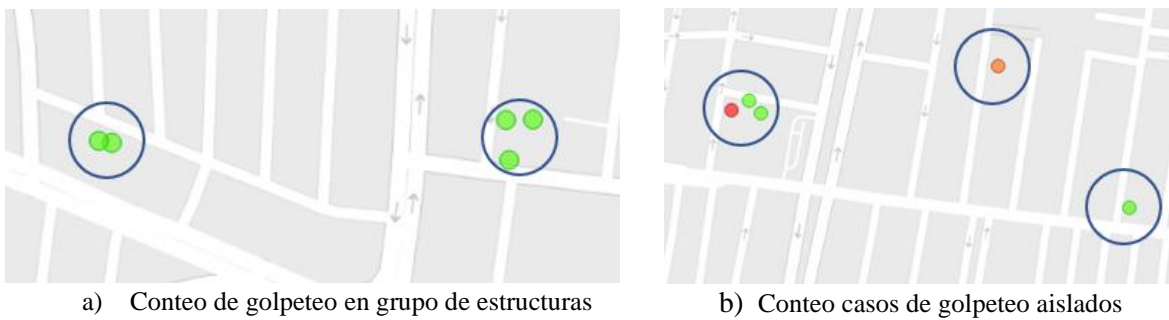 a) Conteo de golpeteo en grupo de estructuras
b) Conteo casos de golpeteo aislados